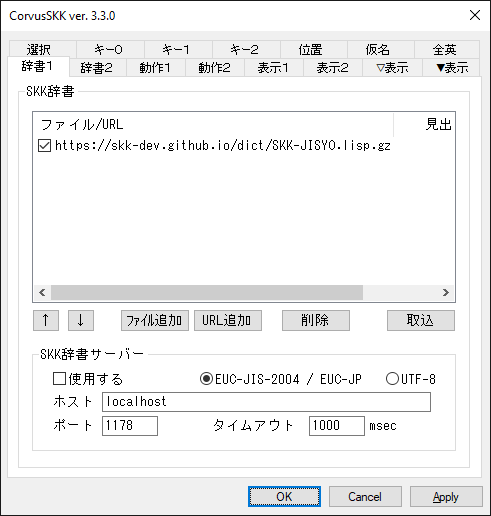 CorvusSKK ver. 3.3.0
選択 キー0 キー1 キー2 位置 仮名 全英
辞書1 辞書2 動作1 動作2 表示1 表示2 ▽表示 ▼表示
SKK辞書
ファイル/URL 見出
https://skk-dev.github.io/dict/SKK-JISYO.lisp.gz
↑ ↓ ファイル追加 URL追加 削除 取込
SKK辞書サーバー
使用する EUC-JIS-2004 / EUC-JP UTF-8
ホスト localhost
ポート 1178 タイムアウト 1000 msec
OK Cancel Apply